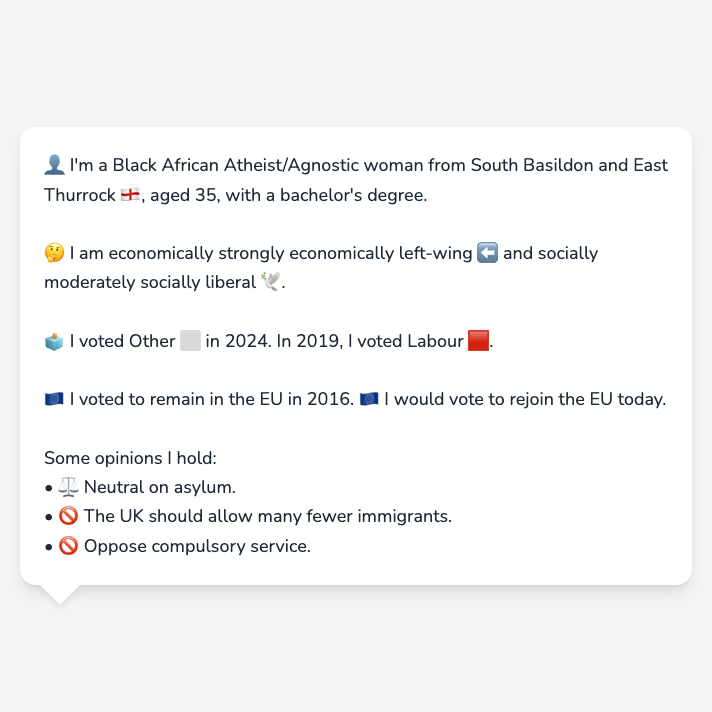 👤 I'm a Black African Atheist/Agnostic woman from South Basildon and East
Thurrock 🏴󠁧󠁢󠁥󠁮󠁧󠁿, aged 35, with a bachelor's degree.
🤔 I am economically strongly economically left-wing ⬅️ and socially
moderately socially liberal 🕊️.
🗳️ I voted Other ⬜ in 2024. In 2019, I voted Labour 🟥.
🇪🇺 I voted to remain in the EU in 2016. 🇪🇺 I would vote to rejoin the EU today.
Some opinions I hold:
• ⚖️ Neutral on asylum.
• 🚫 The UK should allow many fewer immigrants.
• 🚫 Oppose compulsory service.